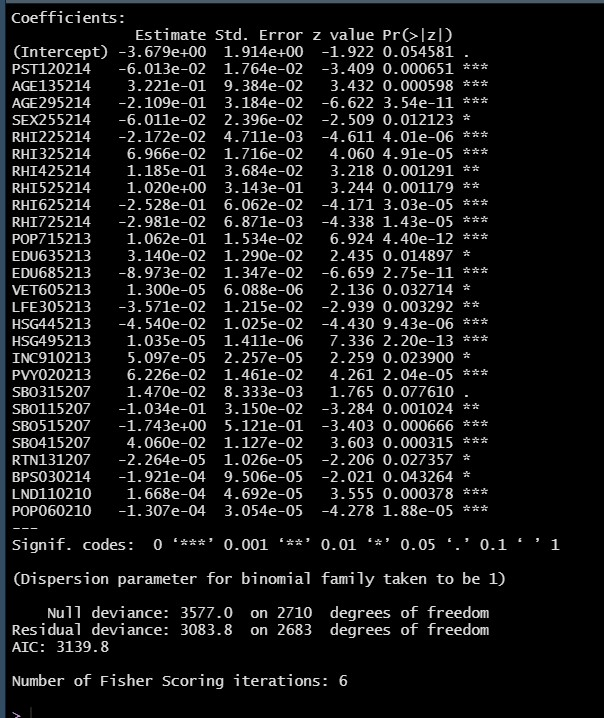 Coefficients:
              Estimate Std. Error z value Pr(>|z|)
(Intercept) -3.679e+00  1.914e+00  -1.922 0.054581 .
PST120214   -6.013e-02  1.764e-02  -3.409 0.000651 ***
AGE135214    3.221e-01  9.384e-02   3.432 0.000598 ***
AGE295214   -2.109e-01  3.184e-02  -6.622 3.54e-11 ***
SEX255214   -6.011e-02  2.396e-02  -2.509 0.012123 *
RHI225214   -2.172e-02  4.711e-03  -4.611 4.01e-06 ***
RHI325214    6.966e-02  1.716e-02   4.060 4.91e-05 ***
RHI425214    1.185e-01  3.684e-02   3.218 0.001291 **
RHI525214    1.020e+00  3.143e-01   3.244 0.001179 **
RHI625214   -2.528e-01  6.062e-02  -4.171 3.03e-05 ***
RHI725214   -2.981e-02  6.871e-03  -4.338 1.43e-05 ***
POP715213    1.062e-01  1.534e-02   6.924 4.40e-12 ***
EDU635213    3.140e-02  1.290e-02   2.435 0.014897 *
EDU685213   -8.973e-02  1.347e-02  -6.659 2.75e-11 ***
VET605213    1.300e-05  6.088e-06   2.136 0.032714 *
LFE305213   -3.571e-02  1.215e-02  -2.939 0.003292 **
HSG445213   -4.540e-02  1.025e-02  -4.430 9.43e-06 ***
HSG495213    1.035e-05  1.411e-06   7.336 2.20e-13 ***
INC910213    5.097e-05  2.257e-05   2.259 0.023900 *
PVY020213    6.226e-02  1.461e-02   4.261 2.04e-05 ***
SBO315207    1.470e-02  8.333e-03   1.765 0.077610 .
SBO115207   -1.034e-01  3.150e-02  -3.284 0.001024 **
SBO515207   -1.743e+00  5.121e-01  -3.403 0.000666 ***
SBO415207    4.060e-02  1.127e-02   3.603 0.000315 ***
RTN131207   -2.264e-05  1.026e-05  -2.206 0.027357 *
BPS030214   -1.921e-04  9.506e-05  -2.021 0.043264 *
LND110210    1.668e-04  4.692e-05   3.555 0.000378 ***
POP060210   -1.307e-04  3.054e-05  -4.278 1.88e-05 ***
---
Signif. codes:  0 ‘***’ 0.001 ‘**’ 0.01 ‘*’ 0.05 ‘.’ 0.1 ‘ ’ 1
(Dispersion parameter for binomial family taken to be 1)
    Null deviance: 3577.0  on 2710  degrees of freedom
Residual deviance: 3083.8  on 2683  degrees of freedom
AIC: 3139.8
Number of Fisher Scoring iterations: 6
>